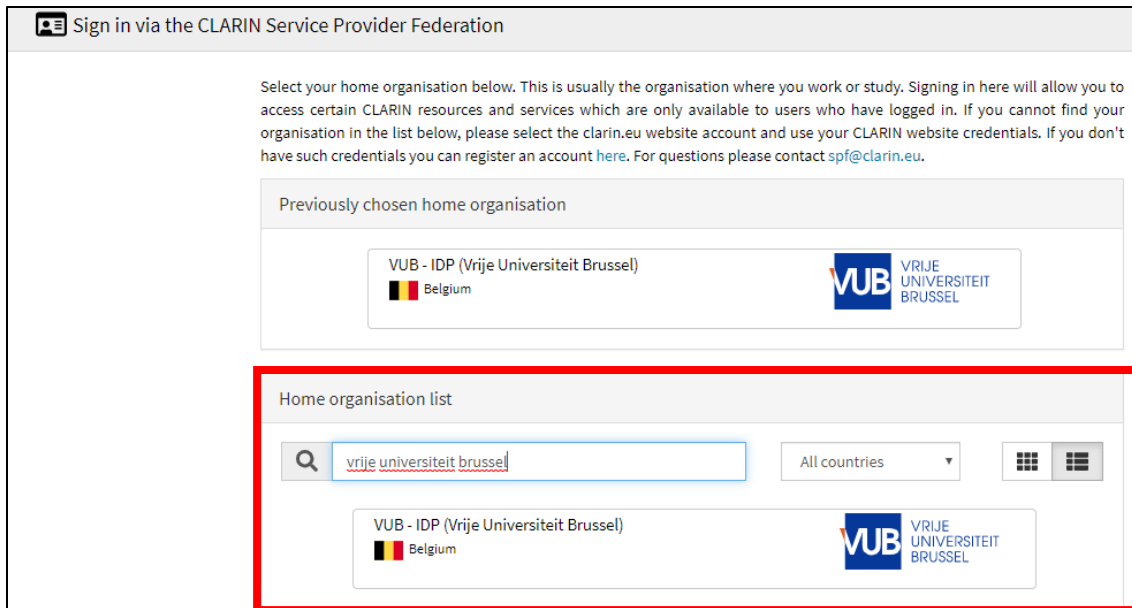 Sign in via the CLARIN Service Provider Federation
Select your home organisation below. This is usually the organisation where you work or study. Signing in here will allow you to
access certain CLARIN resources and services which are only available to users who have logged in. If you cannot find your
organisation in the list below, please select the clarin.eu website account and use your CLARIN website credentials. If you don't
have such credentials you can register an account here. For questions please contact spf@clarin.eu.
Previously chosen home organisation
VUB - IDP (Vrije Universiteit Brussel)
Belgium
VUB
VRIJE
UNIVERSITEIT
BRUSSEL
Home organisation list
vrije universiteit brussel
All countries
VUB - IDP (Vrije Universiteit Brussel)
Belgium
VUB
VRIJE
UNIVERSITEIT
BRUSSEL